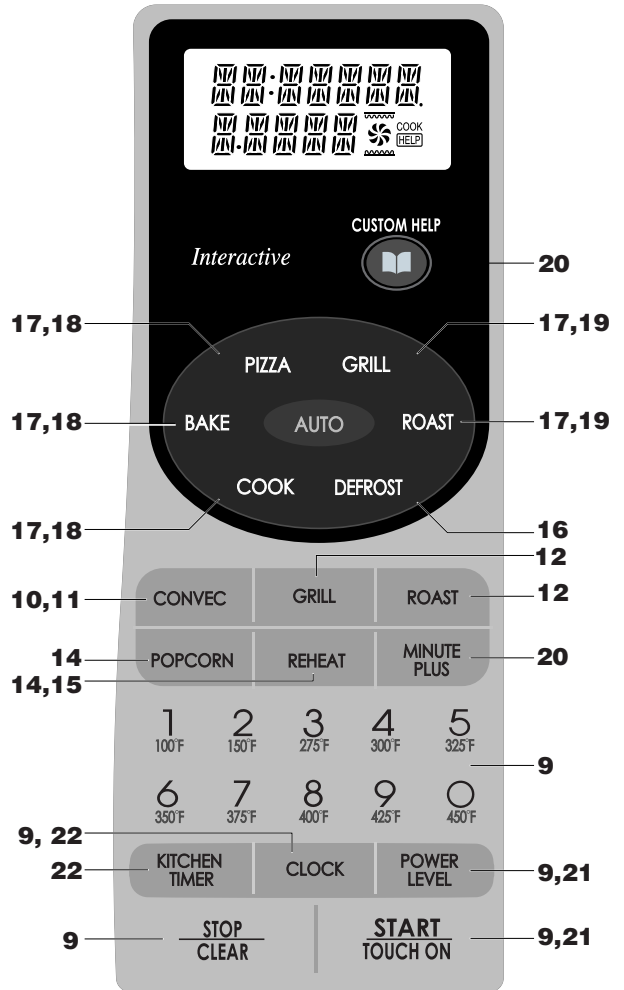 COOK
HELP
CUSTOM HELP
Interactive
20
17,18
17,19
PIZZA GRILL
17,18 BAKE AUTO ROAST 17,19
COOK DEFROST
17,18
16
12
10,11 CONVEC GRILL ROAST 12
14 POPCORN REHEAT MINUTE PLUS 20
14,15
1 2 3 4 5
100°F 150°F 275°F 300°F 325°F
9
6 7 8 9 0
350°F 375°F 400°F 425°F 450°F
9, 22
22 KITCHEN TIMER CLOCK POWER LEVEL 9,21
9 STOP START 9,21
CLEAR TOUCH ON